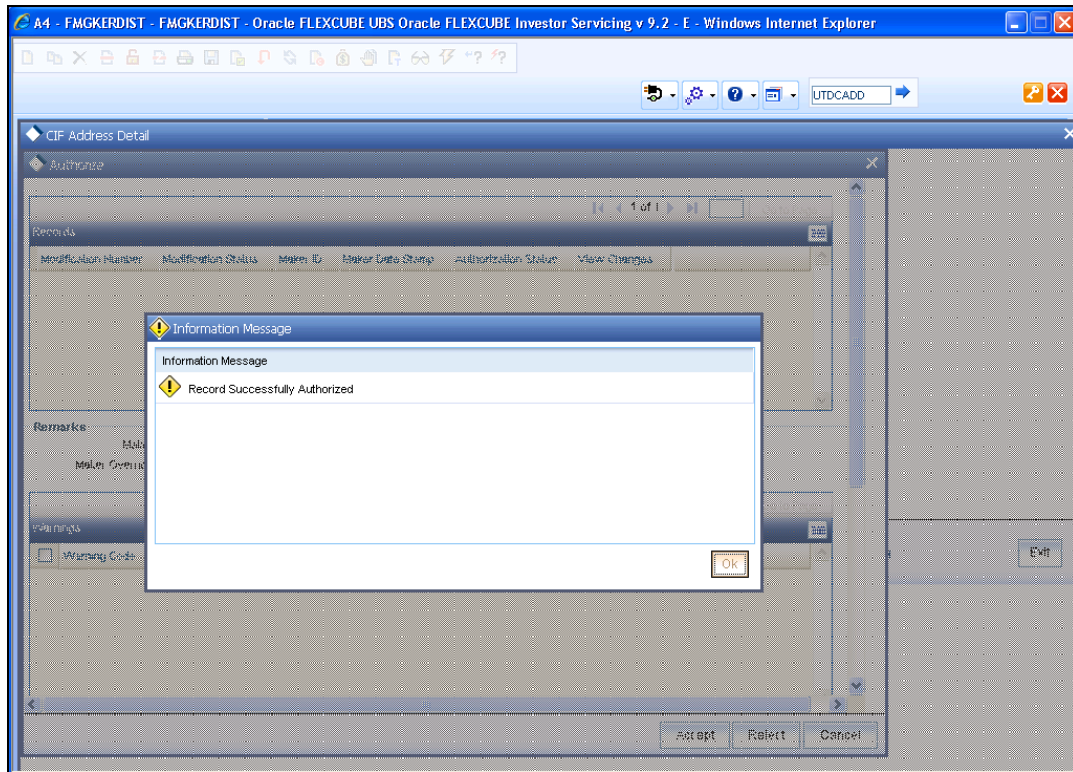 A4 - FMGKERDIST - FMGKERDIST - Oracle FLEXCUBE UBS Oracle FLEXCUBE Investor Servicing v 9.2 - E - Windows Internet Explorer
UTDCADD
CIF Address Detail
Authorize
1 of 1
Records
Modification Number Modification Status Maker ID Maker Date Stamp Authorization Status View Changes
Information Message
Information Message
Record Successfully Authorized
Remarks
Maker Overrid
Warnings
Warning Code
Ok
Exit
Accept Reject Cancel